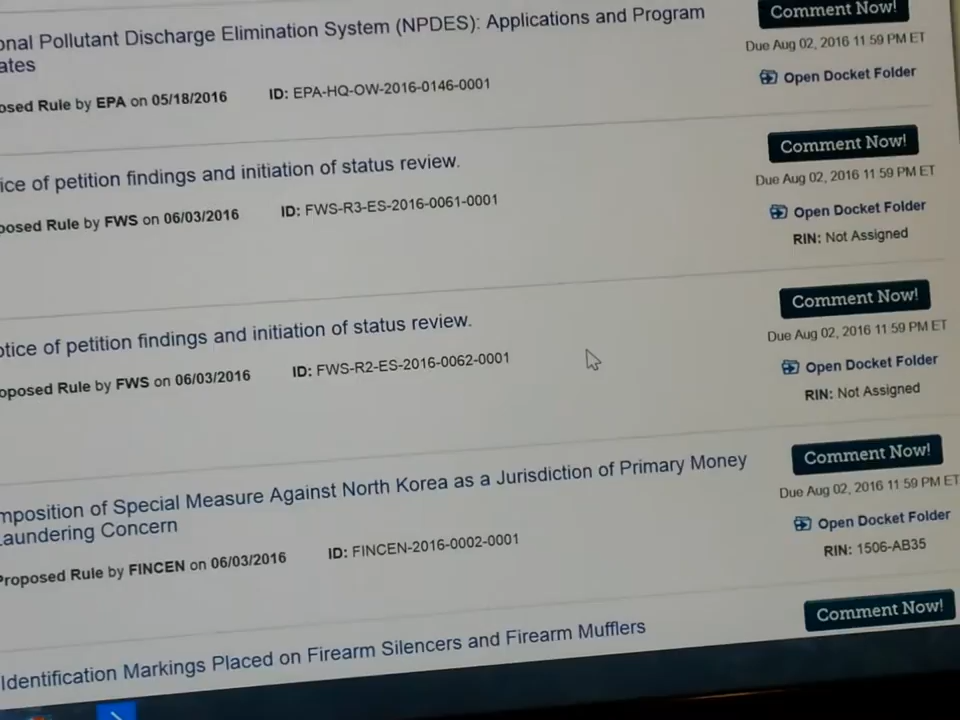 onal Pollutant Discharge Elimination System (NPDES): Applications and Program
ates
Comment Now!
Due Aug 02, 2016 11:59 PM ET
osed Rule by EPA on 05/18/2016 ID: EPA-HQ-OW-2016-0146-0001
Open Docket Folder
ice of petition findings and initiation of status review.
Comment Now!
Due Aug 02, 2016 11:59 PM ET
posed Rule by FWS on 06/03/2016 ID: FWS-R3-ES-2016-0061-0001
Open Docket Folder
RIN: Not Assigned
otice of petition findings and initiation of status review.
Comment Now!
Due Aug 02, 2016 11:59 PM ET
oposed Rule by FWS on 06/03/2016 ID: FWS-R2-ES-2016-0062-0001
Open Docket Folder
RIN: Not Assigned
mposition of Special Measure Against North Korea as a Jurisdiction of Primary Money
Laundering Concern
Comment Now!
Due Aug 02, 2016 11:59 PM ET
Proposed Rule by FINCEN on 06/03/2016 ID: FINCEN-2016-0002-0001
Open Docket Folder
RIN: 1506-AB35
Identification Markings Placed on Firearm Silencers and Firearm Mufflers
Comment Now!